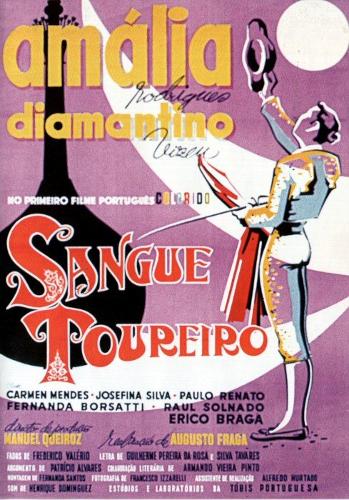 amália
Rodrigues
diamantino
Vizeu
NO PRIMEIRO FILME PORTUGUÊS COLORIDO
SANGUE
TOUREIRO
CARMEN MENDES - JOSEFINA SILVA - PAULO RENATO
FERNANDA BORSATTI - RAUL SOLNADO
ERICO BRAGA
director de produção
MANUEL QUEIROZ
realização de AUGUSTO FRAGA
FADOS DE FREDERICO VALÉRIO LETRA DE GUILHERME PEREIRA DA ROSA E SILVA TAVARES
ARGUMENTO DE PATRICIO ALVARES COLABORAÇÃO LITERÁRIA DE ARMANDO VIEIRA PINTO
MONTAGEM DE FERNANDA SANTOS FOTOGRAFIA DE FRANCESCO IZZARELLI ASSISTENTE DE REALIZAÇÃO ALFREDO HURTADO
SOM DE HENRIQUE DOMINGUEZ ESTÚDIOS E LABORATÓRIOS DA TOBIS PORTUGUESA